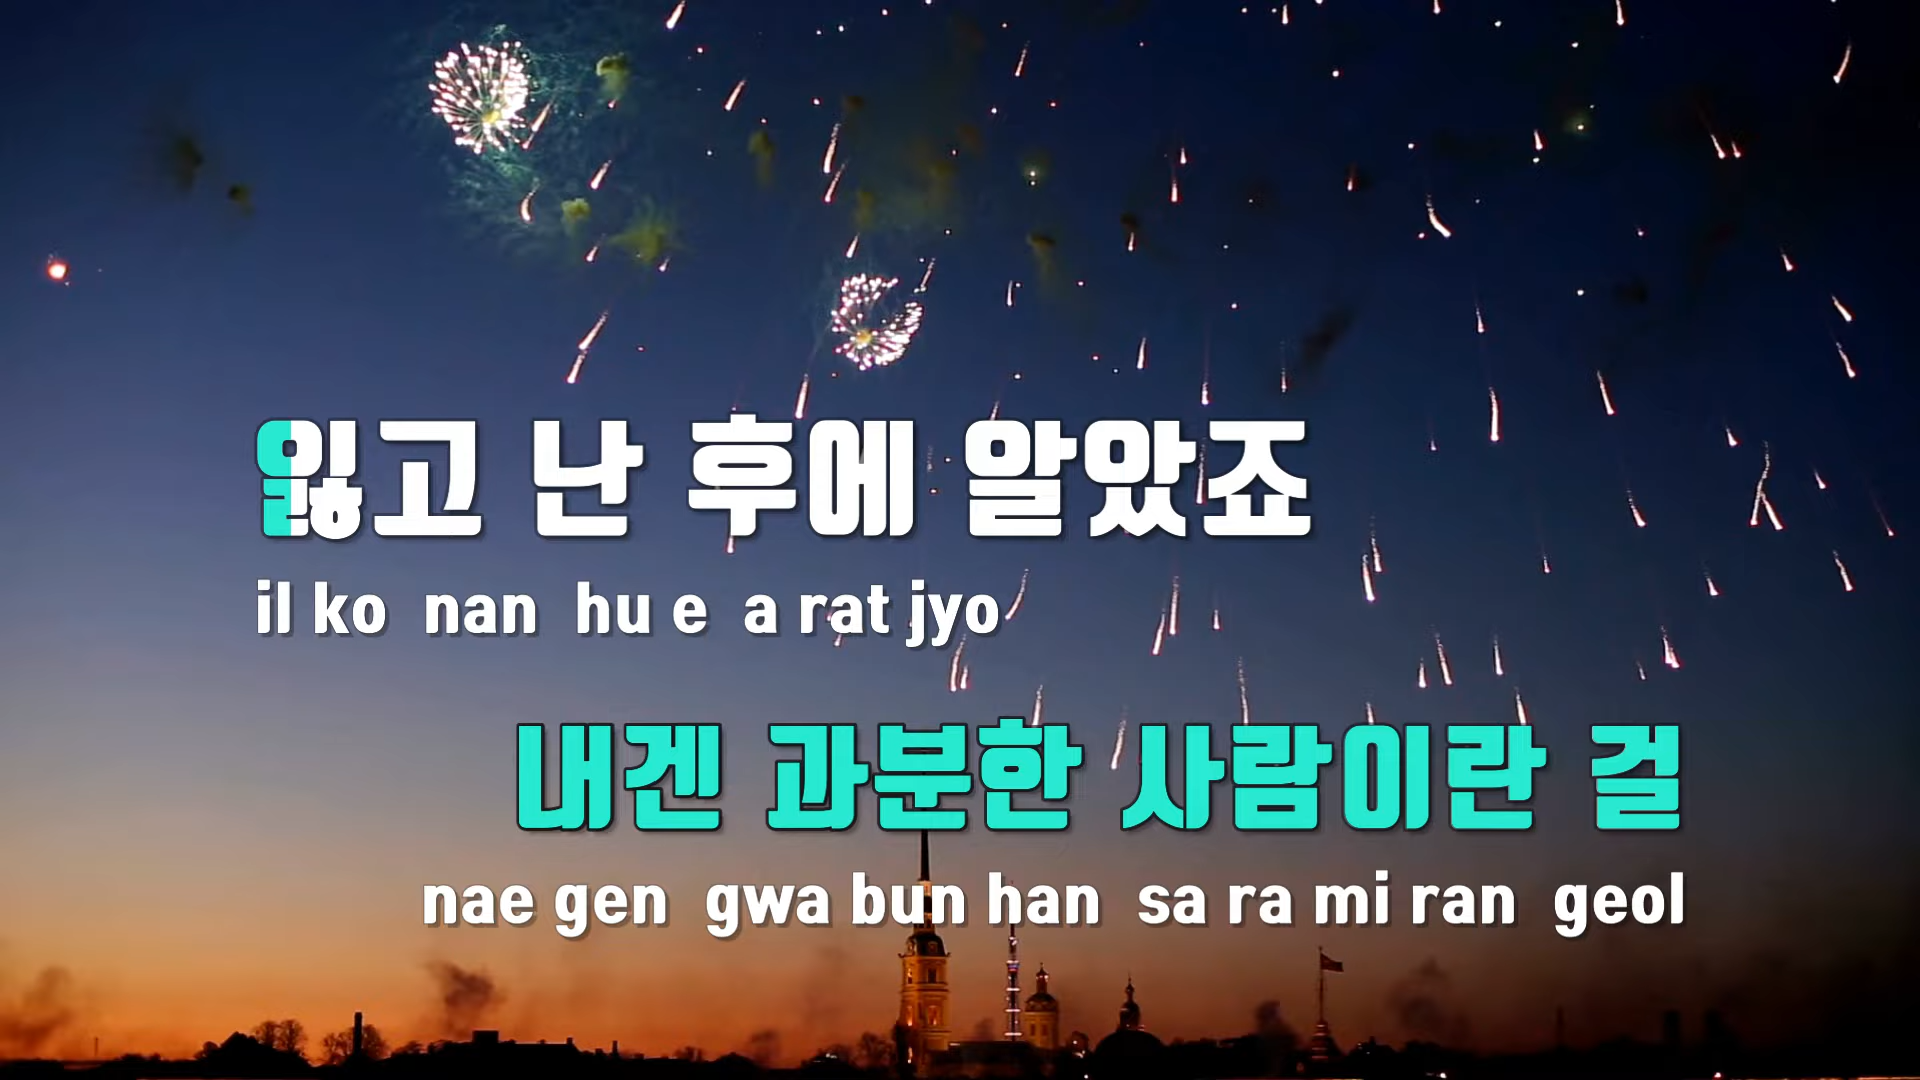 잃고 난 후에 알았죠
il ko nan hu e a rat jyo
내겐 과분한 사람이란 걸
nae gen gwa bun han sa ra mi ran geol